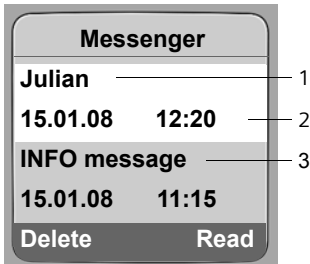 Messenger
Julian 1
15.01.08 12:20 2
INFO message 3
15.01.08 11:15
Delete Read